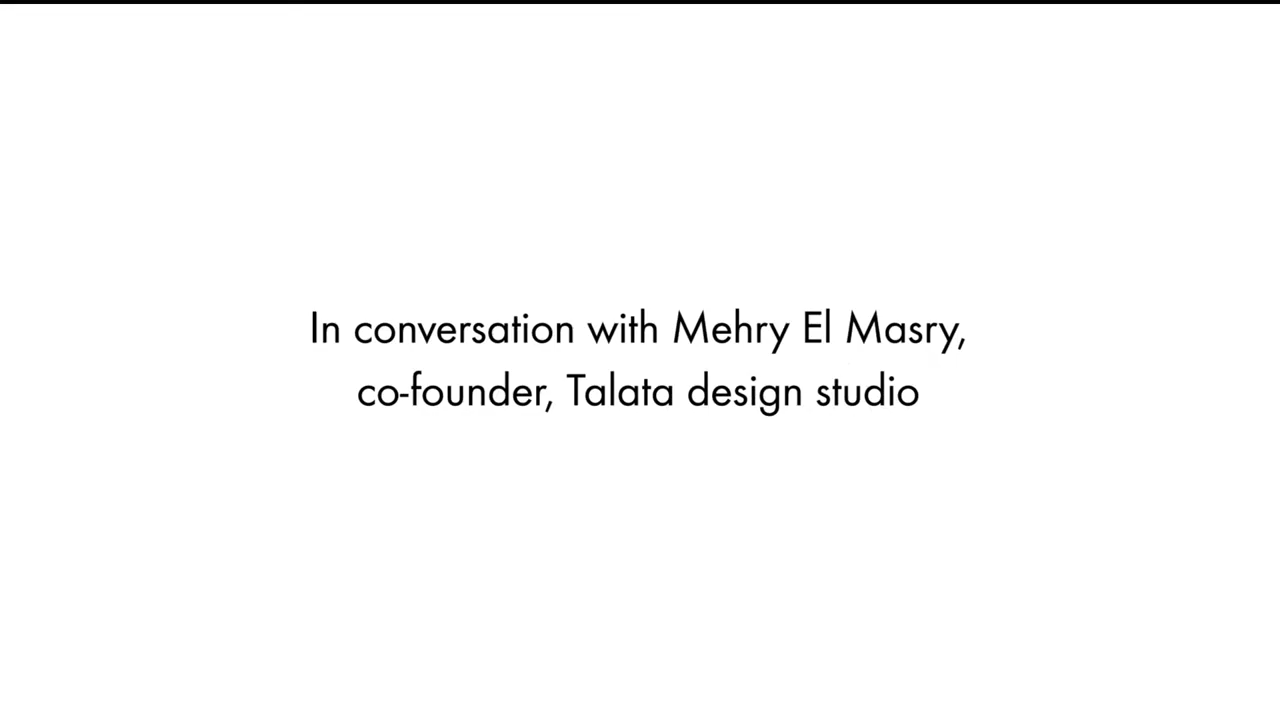 In conversation with Mehry El Masry,
co-founder, Talata design studio